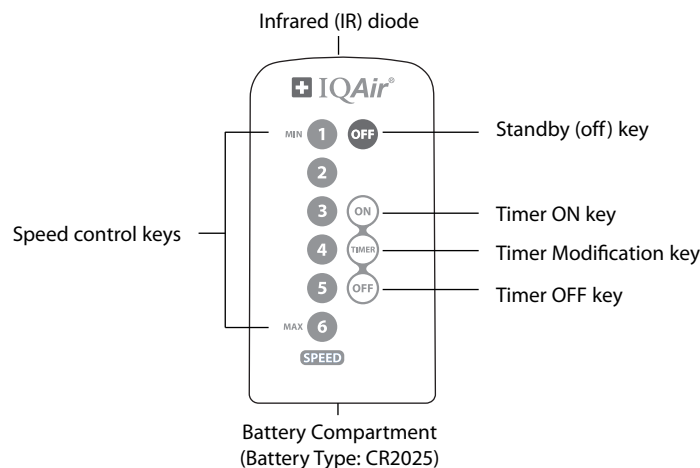 Infrared (IR) diode
IQAir®
MIN 1 OFF
Standby (off) key
2
3 ON
Timer ON key
Speed control keys
4 TIMER
Timer Modification key
5 OFF
Timer OFF key
MAX 6
SPEED
Battery Compartment
(Battery Type: CR2025)